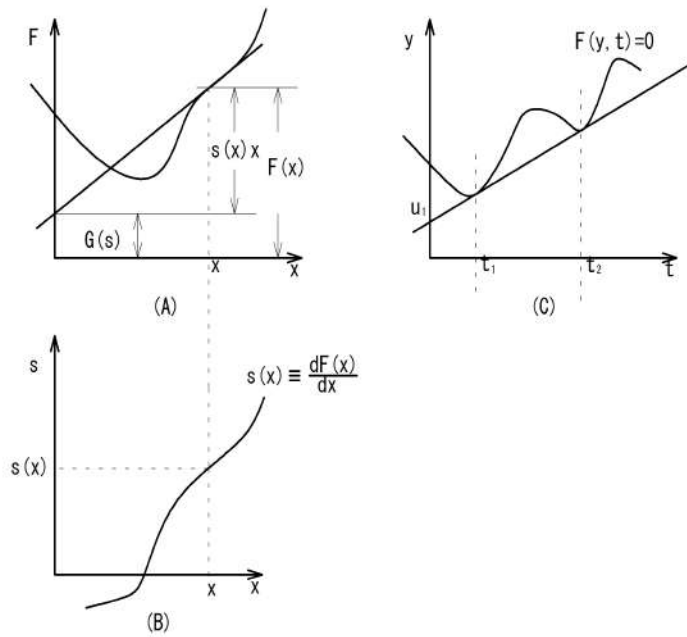 F
s(x)x
F(x)
G(s)
x
x
(A)
y
F(y,t)=0
u₁
t₁
t₂
t
(C)
s
s(x)≡dF(x)/dx
s(x)
x
x
(B)